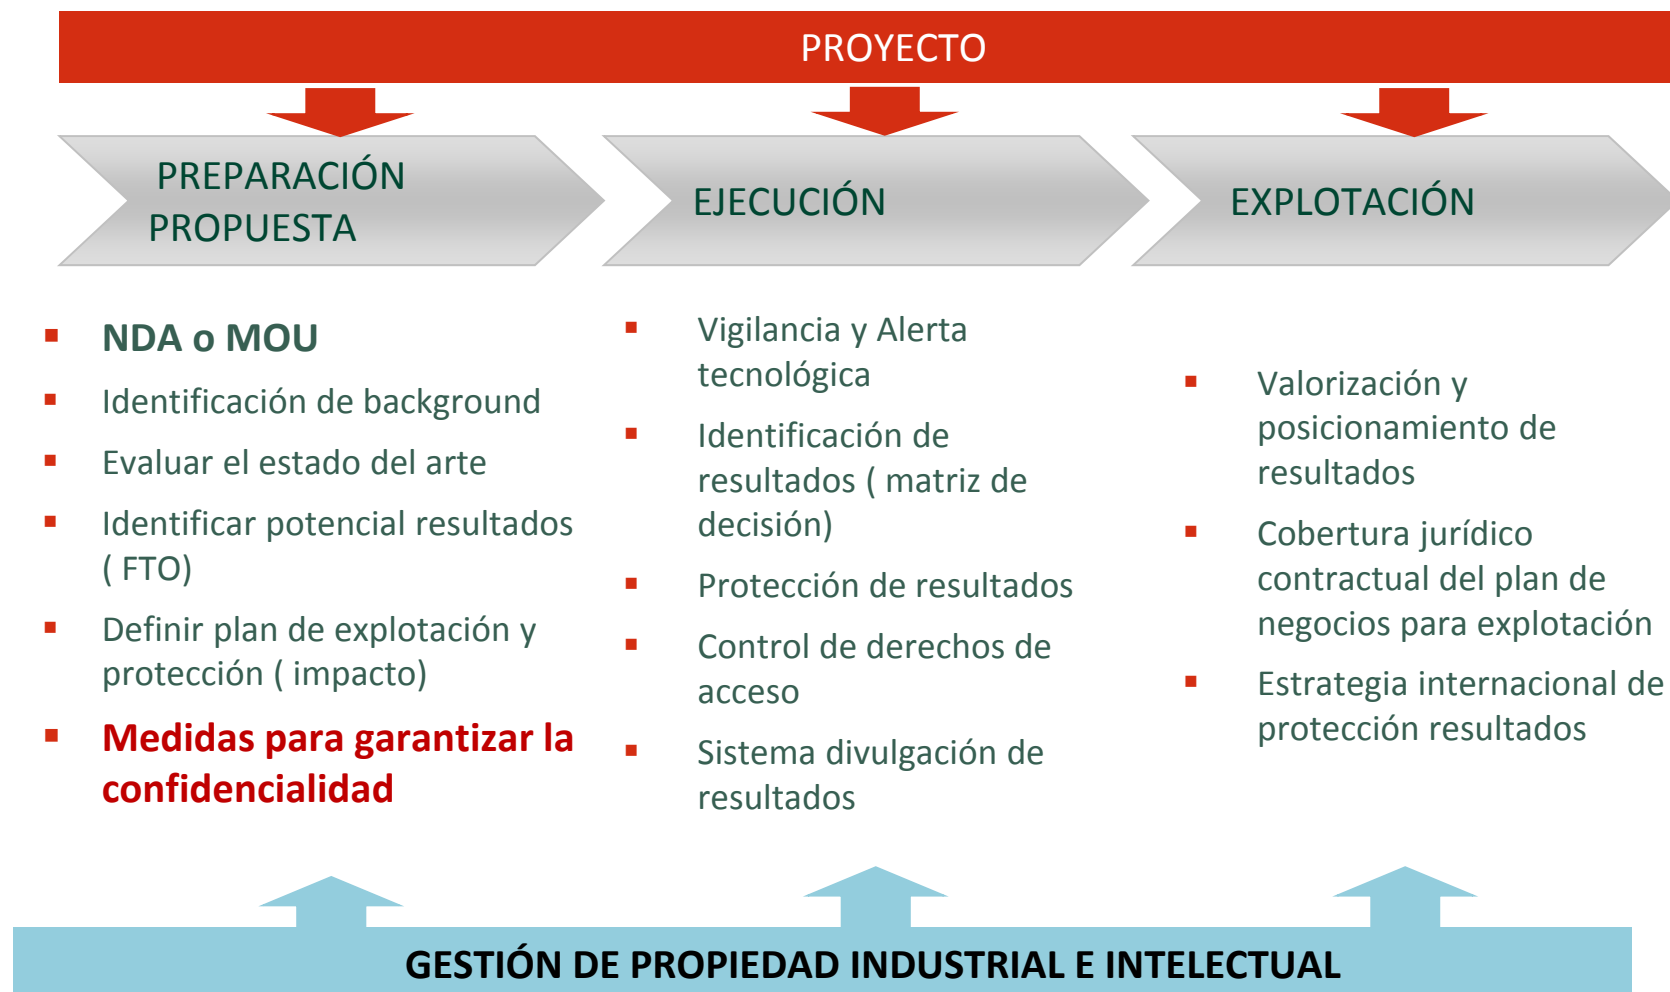 PROYECTO
PREPARACIÓN
PROPUESTA
EJECUCIÓN
EXPLOTACIÓN
NDA o MOU
Identificación de background
Evaluar el estado del arte
Identificar potencial resultados
( FTO)
Definir plan de explotación y
protección ( impacto)
Medidas para garantizar la
confidencialidad
Vigilancia y Alerta
tecnológica
Identificación de
resultados ( matriz de
decisión)
Protección de resultados
Control de derechos de
acceso
Sistema divulgación de
resultados
Valorización y
posicionamiento de
resultados
Cobertura jurídico
contractual del plan de
negocios para explotación
Estrategia internacional de
protección resultados
GESTIÓN DE PROPIEDAD INDUSTRIAL E INTELECTUAL